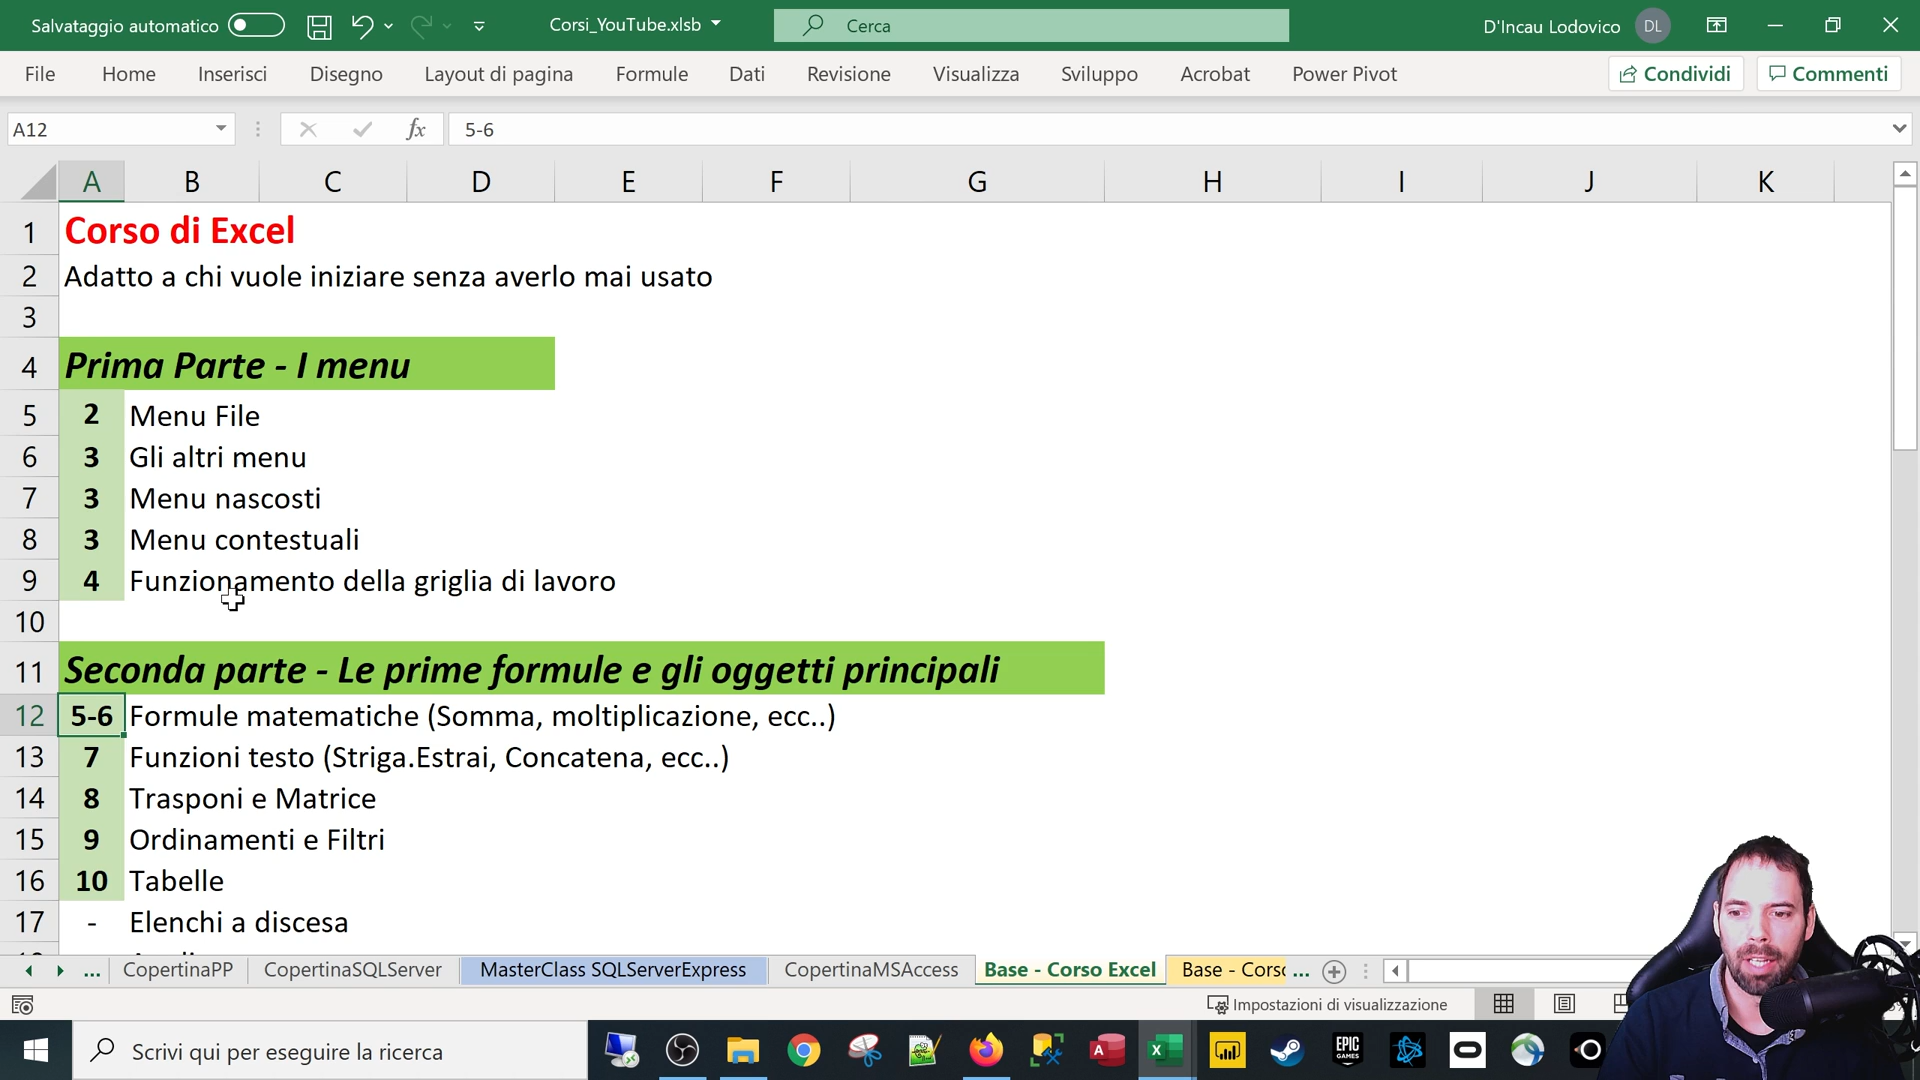 Salvataggio automatico
Corsi_YouTube.xlsb
Cerca
D'Incau Lodovico
DL
File Home Inserisci Disegno Layout di pagina Formule Dati Revisione Visualizza Sviluppo Acrobat Power Pivot
Condividi
Commenti
A12
fx
5-6
A B C D E F G H I J K
1 Corso di Excel
2 Adatto a chi vuole iniziare senza averlo mai usato
3
4 Prima Parte - I menu
5 2 Menu File
6 3 Gli altri menu
7 3 Menu nascosti
8 3 Menu contestuali
9 4 Funzionamento della griglia di lavoro
10
11 Seconda parte - Le prime formule e gli oggetti principali
12 5-6 Formule matematiche (Somma, moltiplicazione, ecc..)
13 7 Funzioni testo (Striga.Estrai, Concatena, ecc..)
14 8 Trasponi e Matrice
15 9 Ordinamenti e Filtri
16 10 Tabelle
17 - Elenchi a discesa
... CopertinaPP CopertinaSQLServer MasterClass SQLServerExpress CopertinaMSAccess Base - Corso Excel Base - Corso ...
Impostazioni di visualizzazione
Scrivi qui per eseguire la ricerca
A
X
EPIC GAMES